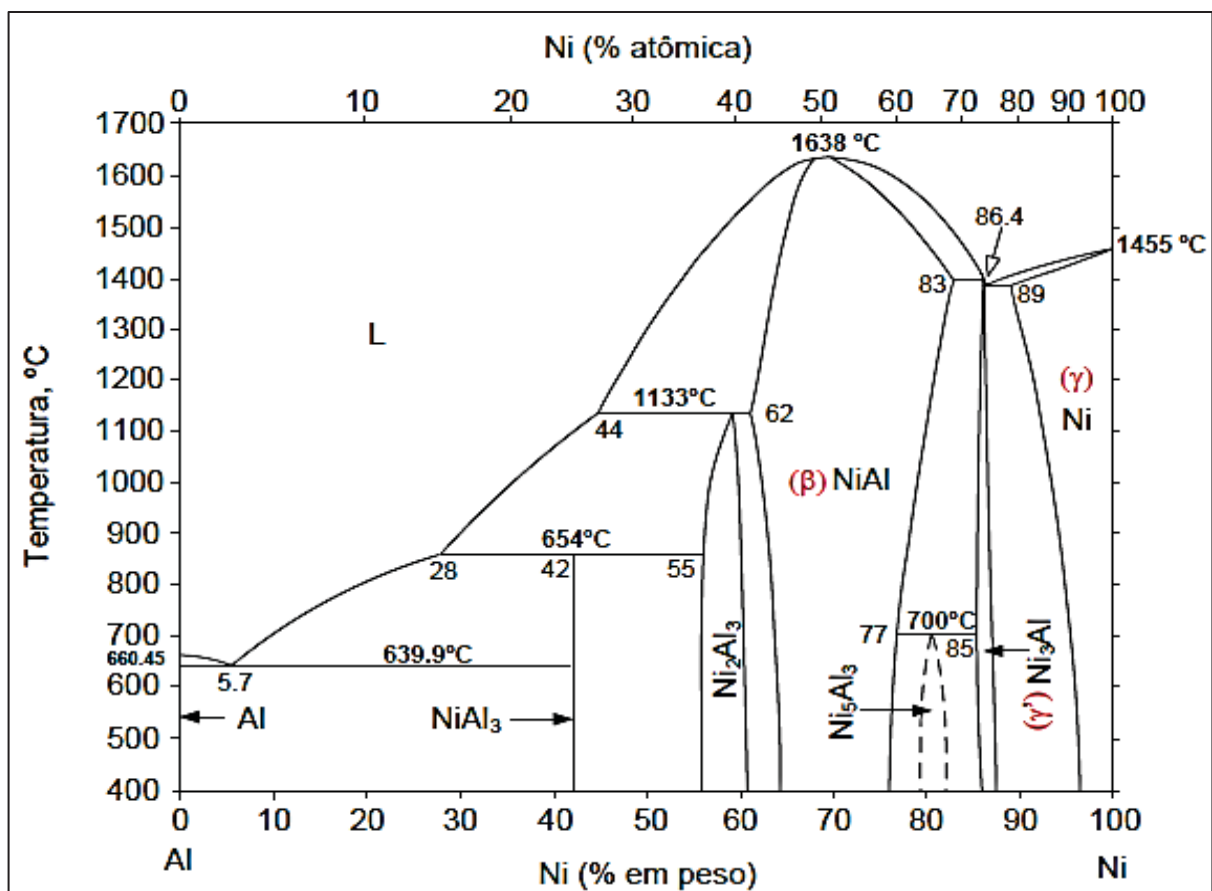 Ni (% atômica)
0 10 20 30 40 50 60 70 80 90 100
1700
1638 ºC
1600
86.4
1500
1455 ºC
1400
83
89
1300
L
(γ)
1200
1133ºC
Ni
1100
44
62
1000
(β) NiAl
900
654ºC
28
42
55
800
700
77
700ºC
85
660.45
639.9ºC
5.7
600
Al
NiAl₃
Ni₂Al₃
Ni₅Al₃
(γ') Ni₃Al
500
400
Temperatura, ºC
0 10 20 30 40 50 60 70 80 90 100
Al
Ni (% em peso)
Ni